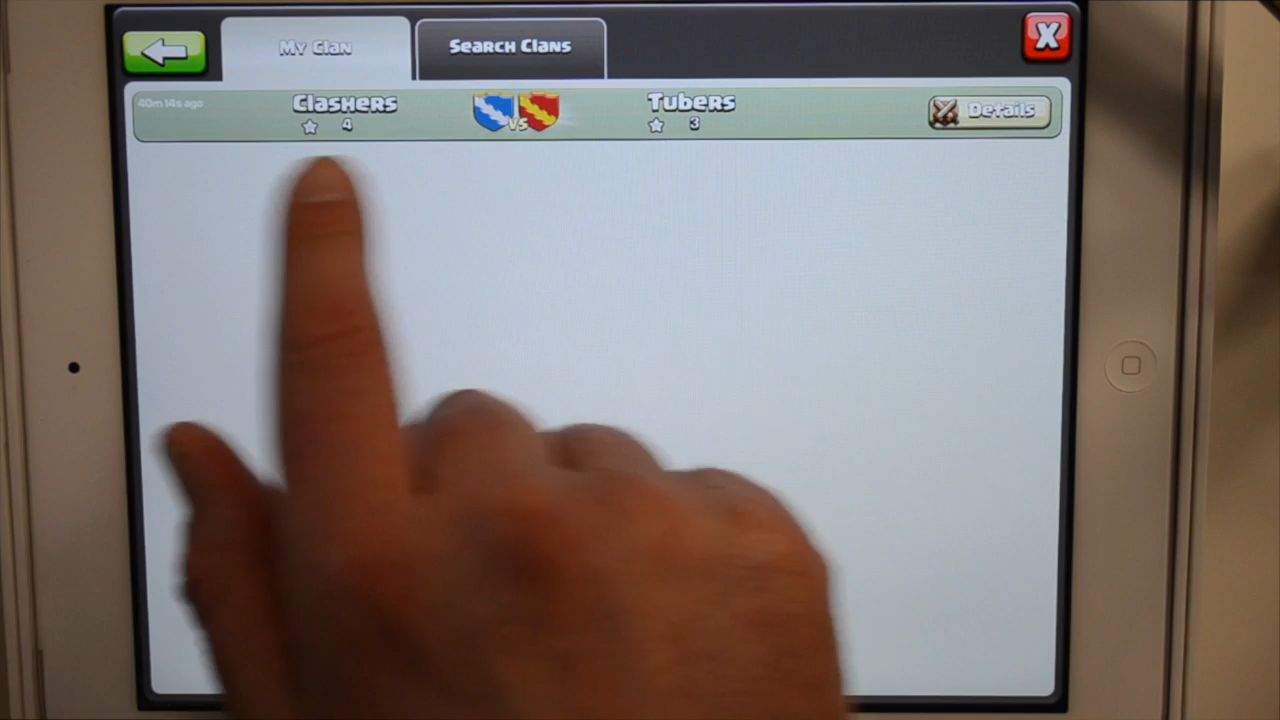 My Clan
Search Clans
X
40m 14s ago
Clashers
4
VS
Tubers
3
Details